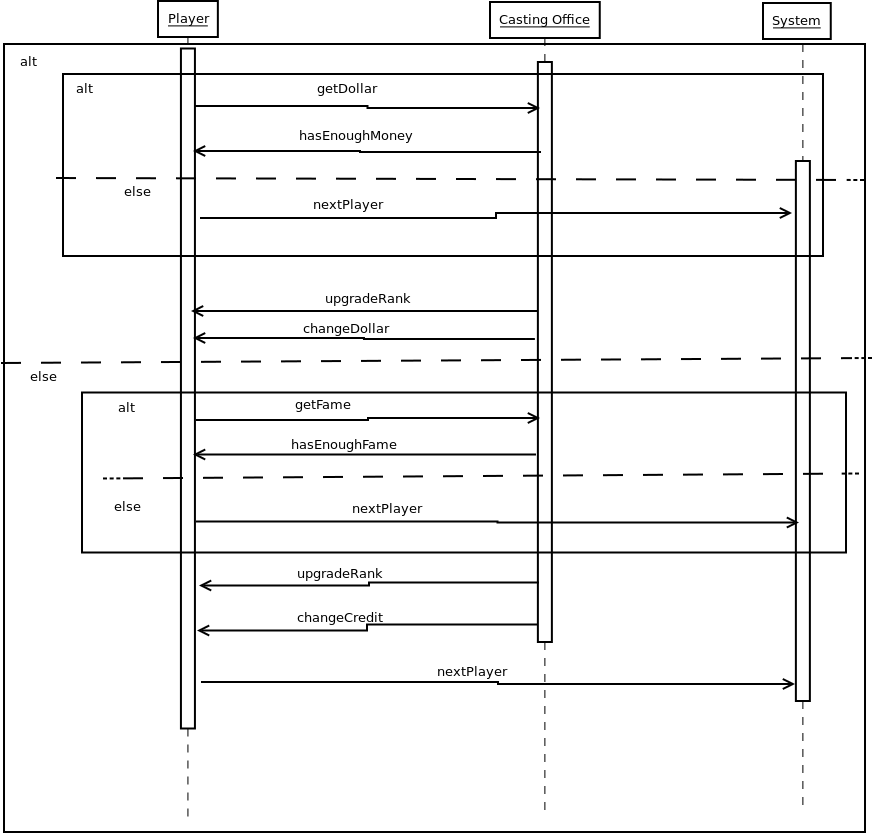 Player
Casting Office
System
alt
alt
getDollar
hasEnoughMoney
else
nextPlayer
upgradeRank
changeDollar
else
alt
getFame
hasEnoughFame
else
nextPlayer
upgradeRank
changeCredit
nextPlayer